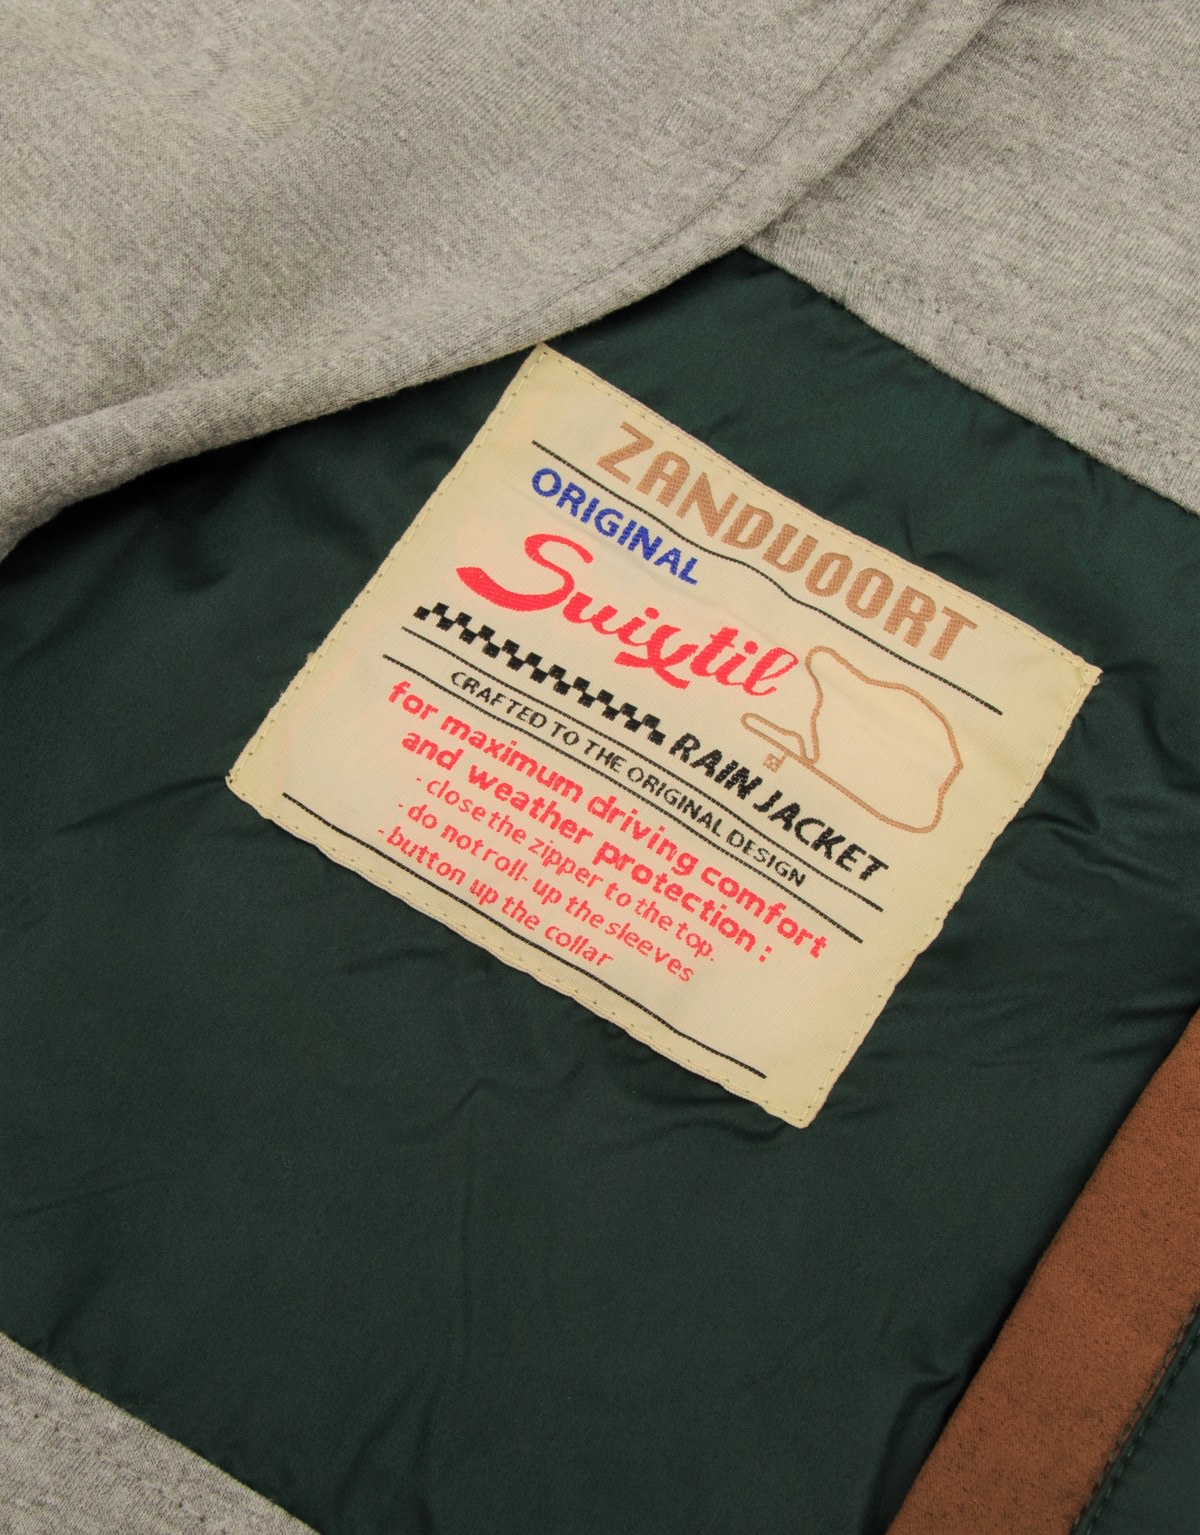 ZANDVOORT
ORIGINAL
Suixtil
RAIN JACKET
CRAFTED TO THE ORIGINAL DESIGN
for maximum driving comfort
and weather protection :
- close the zipper to the top.
- do not roll- up the sleeves
- button up the collar